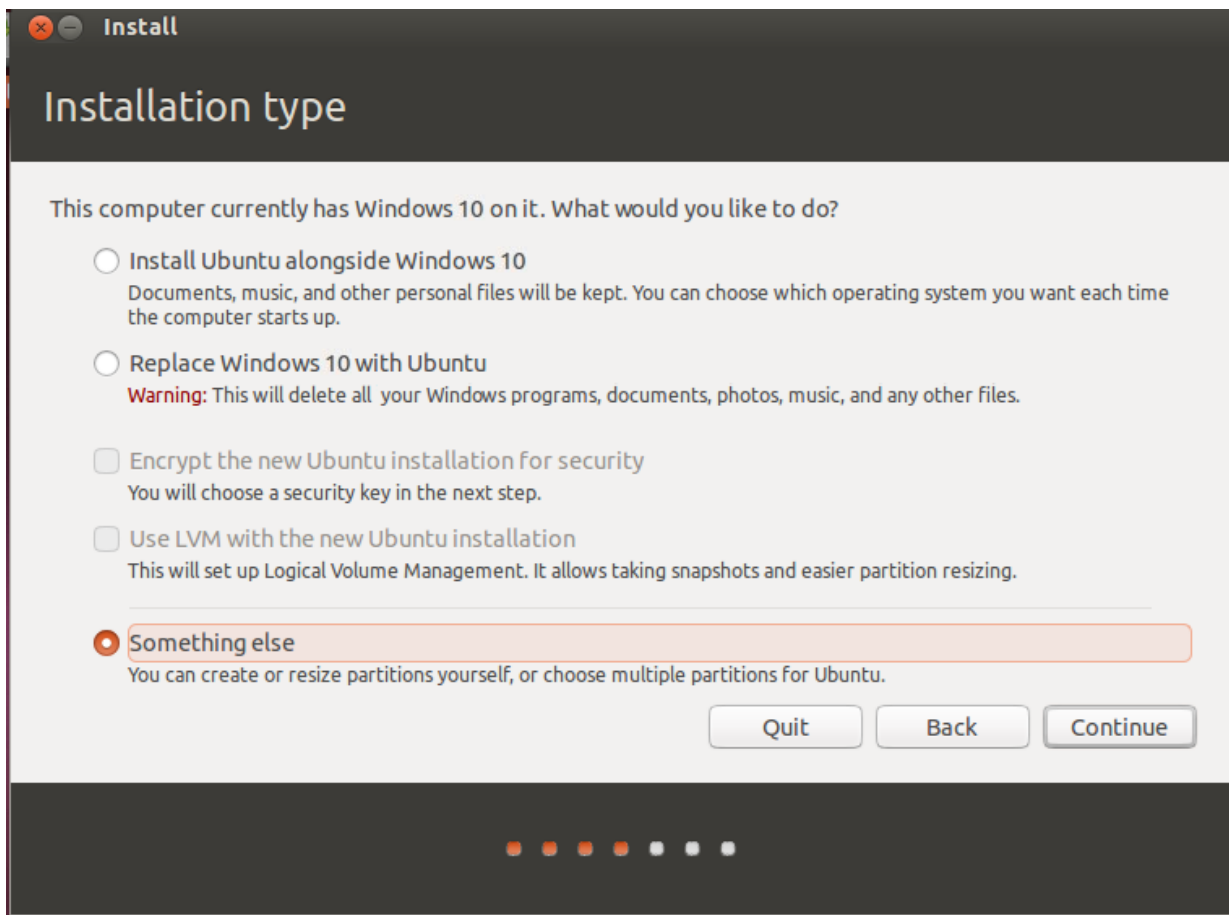 Install
Installation type
This computer currently has Windows 10 on it. What would you like to do?
Install Ubuntu alongside Windows 10
Documents, music, and other personal files will be kept. You can choose which operating system you want each time
the computer starts up.
Replace Windows 10 with Ubuntu
Warning: This will delete all your Windows programs, documents, photos, music, and any other files.
Encrypt the new Ubuntu installation for security
You will choose a security key in the next step.
Use LVM with the new Ubuntu installation
This will set up Logical Volume Management. It allows taking snapshots and easier partition resizing.
Something else
You can create or resize partitions yourself, or choose multiple partitions for Ubuntu.
Quit Back Continue